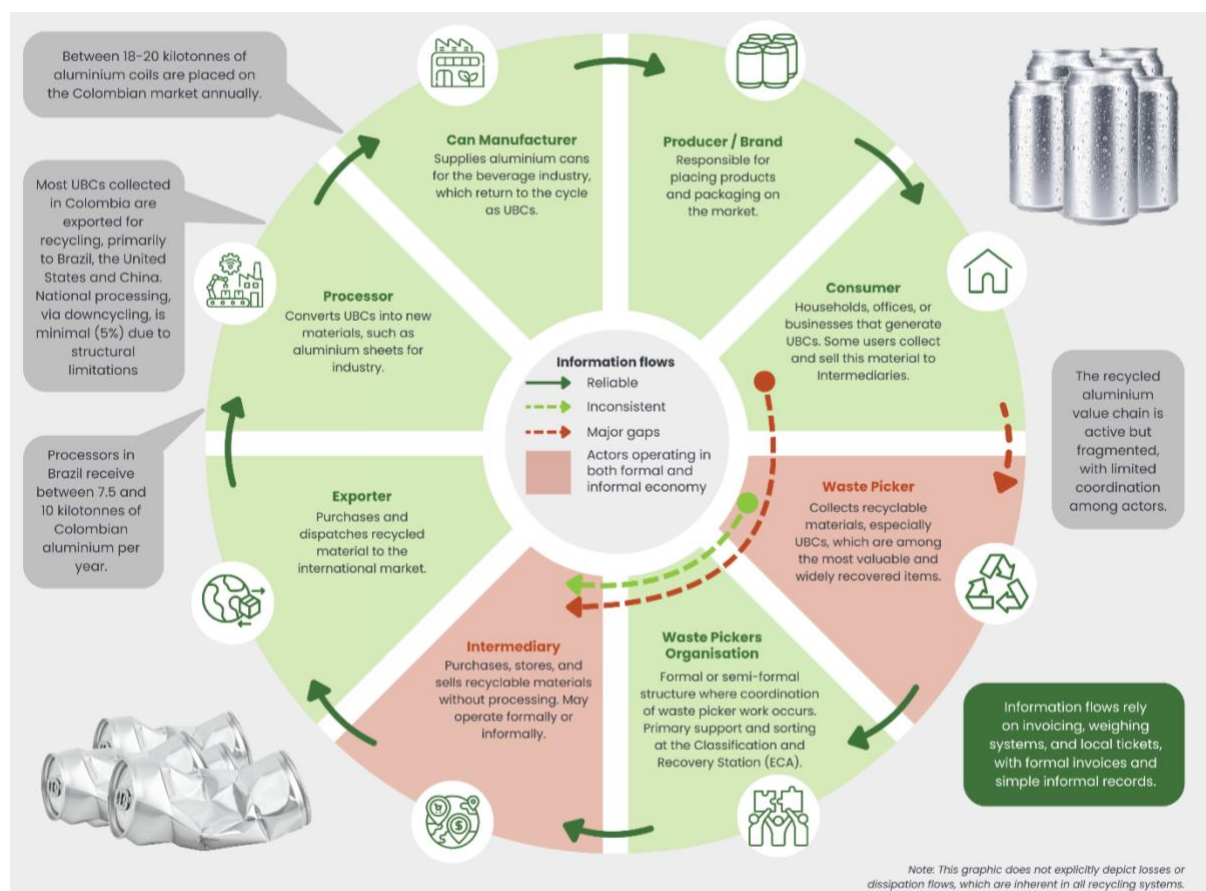 Between 18-20 kilotonnes of
aluminium coils are placed on
the Colombian market annually.
Can Manufacturer
Supplies aluminium cans
for the beverage industry,
which return to the cycle
as UBCs.
Producer / Brand
Responsible for
placing products
and packaging on
the market.
Most UBCs collected
in Colombia are
exported for
recycling, primarily
to Brazil, the United
States and China.
National processing,
via downcycling, is
minimal (5%) due to
structural
limitations
Processor
Converts UBCs into new
materials, such as
aluminium sheets for
industry.
Consumer
Households, offices, or
businesses that generate
UBCs. Some users collect
and sell this material to
Intermediaries.
Information flows
Reliable
Inconsistent
Major gaps
Actors operating in
both formal and
informal economy
The recycled
aluminium
value chain is
active but
fragmented,
with limited
coordination
among actors.
Processors in
Brazil receive
between 7.5 and
10 kilotonnes of
Colombian
aluminium per
year.
Exporter
Purchases and
dispatches recycled
material to the
international market.
Waste Picker
Collects recyclable
materials, especially
UBCs, which are among
the most valuable and
widely recovered items.
Intermediary
Purchases, stores, and
sells recyclable materials
without processing. May
operate formally or
informally.
Waste Pickers
Organisation
Formal or semi-formal
structure where coordination
of waste picker work occurs.
Primary support and sorting
at the Classification and
Recovery Station (ECA).
Information flows rely
on invoicing, weighing
systems, and local tickets,
with formal invoices and
simple informal records.
Note: This graphic does not explicitly depict losses or
dissipation flows, which are inherent in all recycling systems.